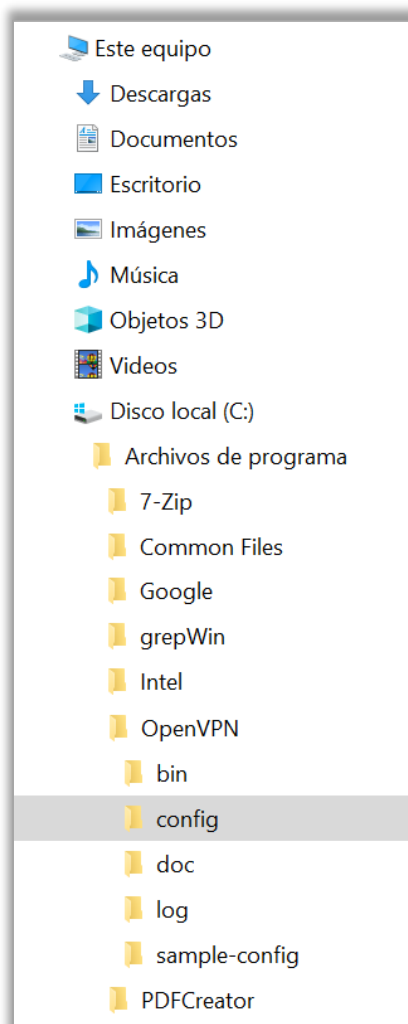 Este equipo
Descargas
Documentos
Escritorio
Imágenes
Música
Objetos 3D
Videos
Disco local (C:)
Archivos de programa
7-Zip
Common Files
Google
grepWin
Intel
OpenVPN
bin
config
doc
log
sample-config
PDFCreator